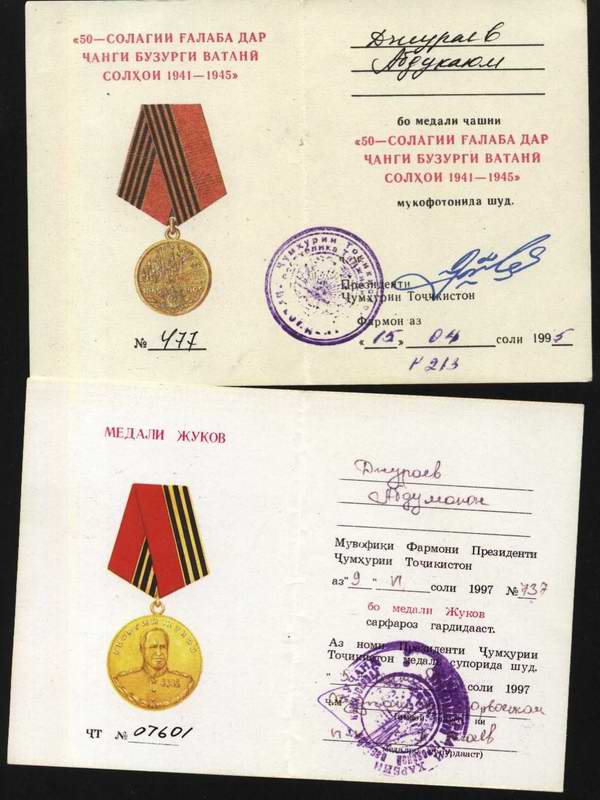 «50—СОЛАГИИ ҒАЛАБА ДАР
ҶАНГИ БУЗУРГИ ВАТАНӢ
СОЛҲОИ 1941—1945»
№ 477
Джураев
Абдукаюм
бо медали ҷашни
«50—СОЛАГИИ ҒАЛАБА ДАР
ҶАНГИ БУЗУРГИ ВАТАНӢ
СОЛҲОИ 1941—1945»
мукофотонида шуд.
Президенти
Ҷумҳурии Тоҷикистон
Фармон аз
«15» 04 соли 1995
N 213
МЕДАЛИ ЖУКОВ
ЧТ № 07601
Джураев
Мувофиқи Фармони Президенти
Ҷумҳурии Тоҷикистон
аз "9" VI соли 1997 № 737
бо медали Жуков
сарфароз гардидааст.
Аз номи Президенти Ҷумҳурии
Тоҷикистон медаль супорида шуд.
соли 1997